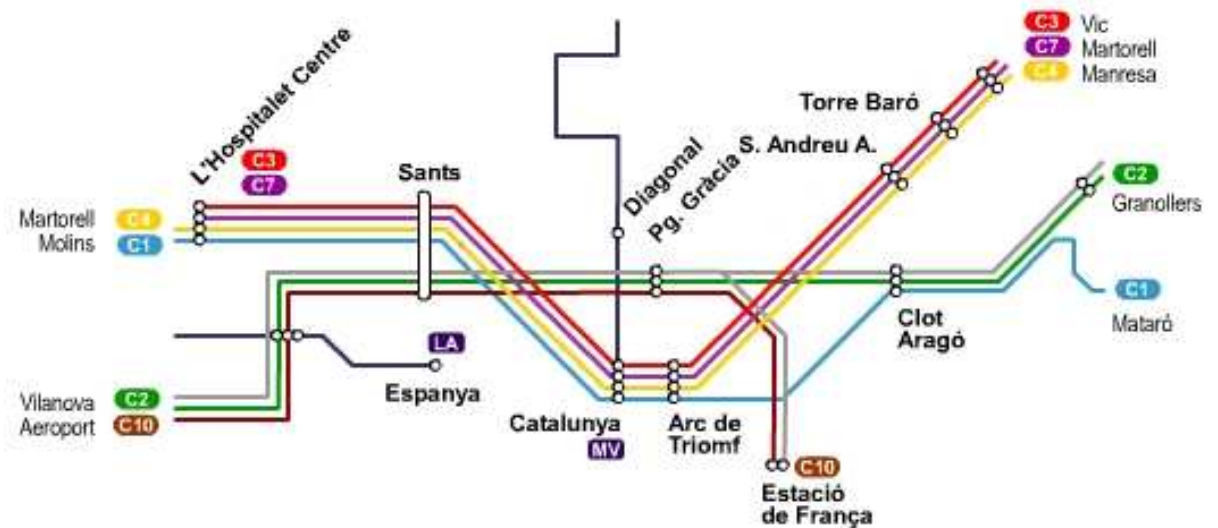 C3 Vic
C7 Martorell
C4 Manresa
L'Hospitalet Centre
C3
C7
Sants
Diagonal
Pg. Gràcia
Torre Baró
S. Andreu A.
C2
Granollers
Martorell C4
Molins C1
C1
Mataró
Clot
Aragó
LA
Espanya
Vilanova C2
Aeroport C10
Catalunya
MV
Arc de
Triomf
C10
Estació
de França